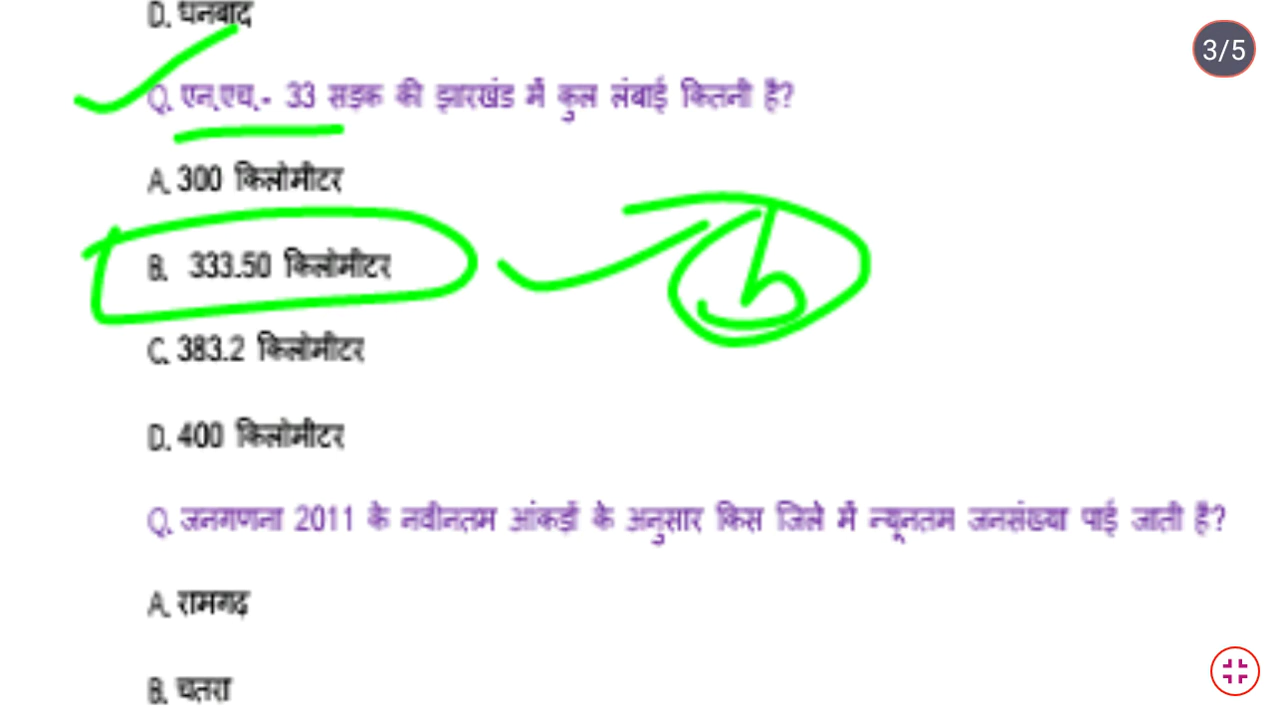 D. धनबाद
3/5
Q. एन.एच.- 33 सड़क की झारखंड में कुल लंबाई कितनी है?
A. 300 किलोमीटर
B. 333.50 किलोमीटर
b
C. 383.2 किलोमीटर
D. 400 किलोमीटर
Q. जनगणना 2011 के नवीनतम आंकड़ों के अनुसार किस जिले में न्यूनतम जनसंख्या पाई जाती है?
A. रामगढ़
B. चतरा